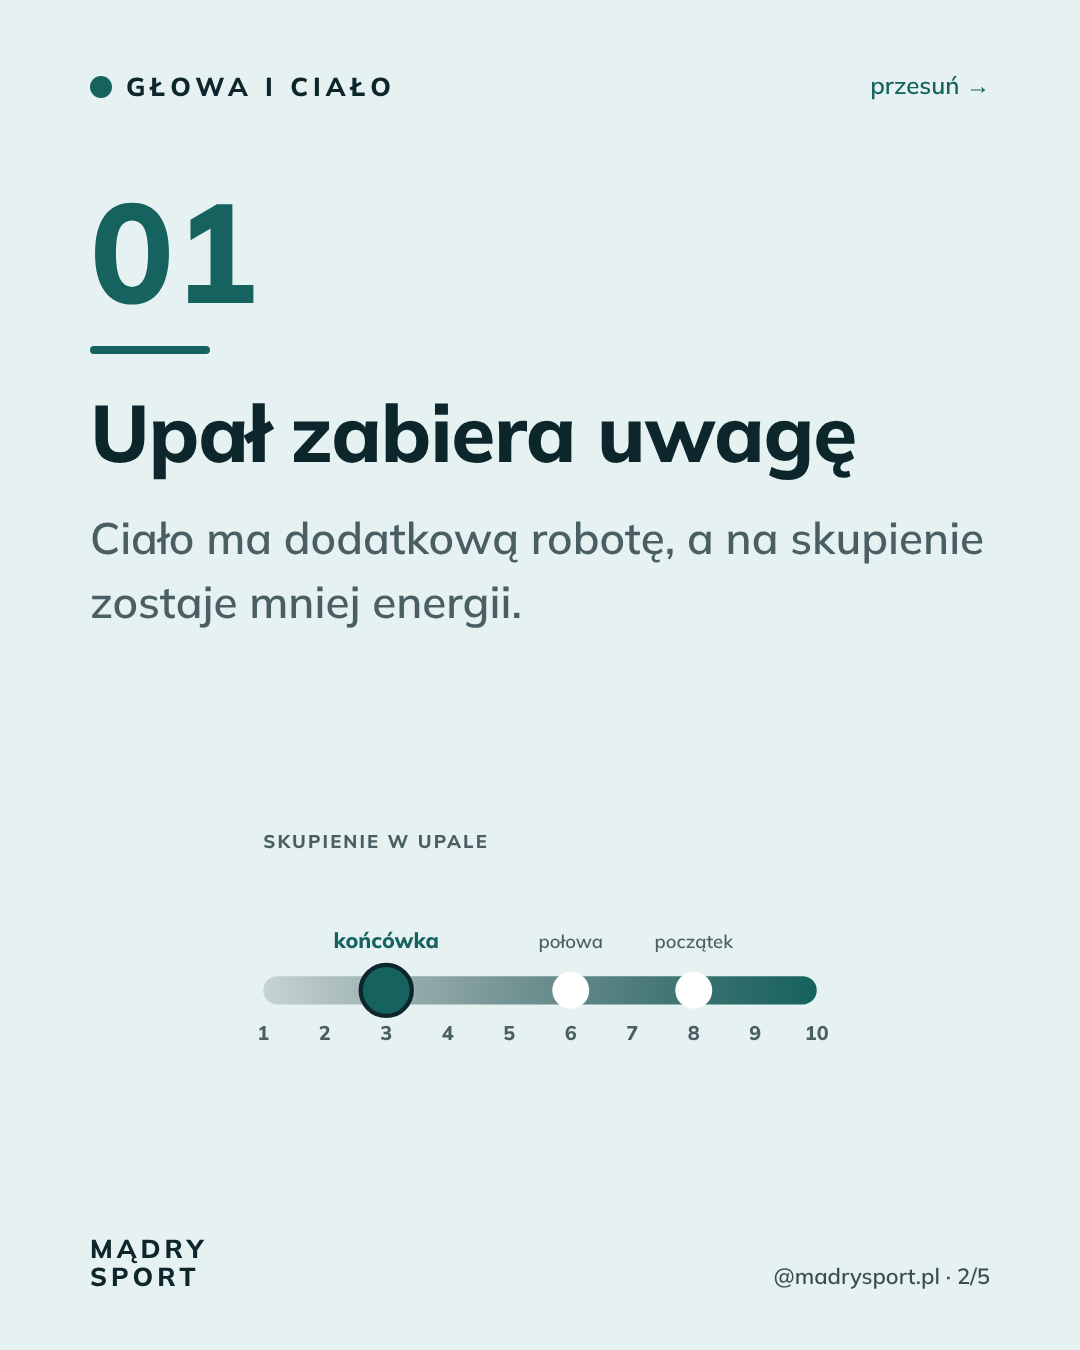 GŁOWA I CIAŁO
przesuń →
01
Upał zabiera uwagę
Ciało ma dodatkową robotę, a na skupienie
zostaje mniej energii.
SKUPIENIE W UPALE
końcówka połowa początek
1 2 3 4 5 6 7 8 9 10
MĄDRY
SPORT
@madrysport.pl · 2/5